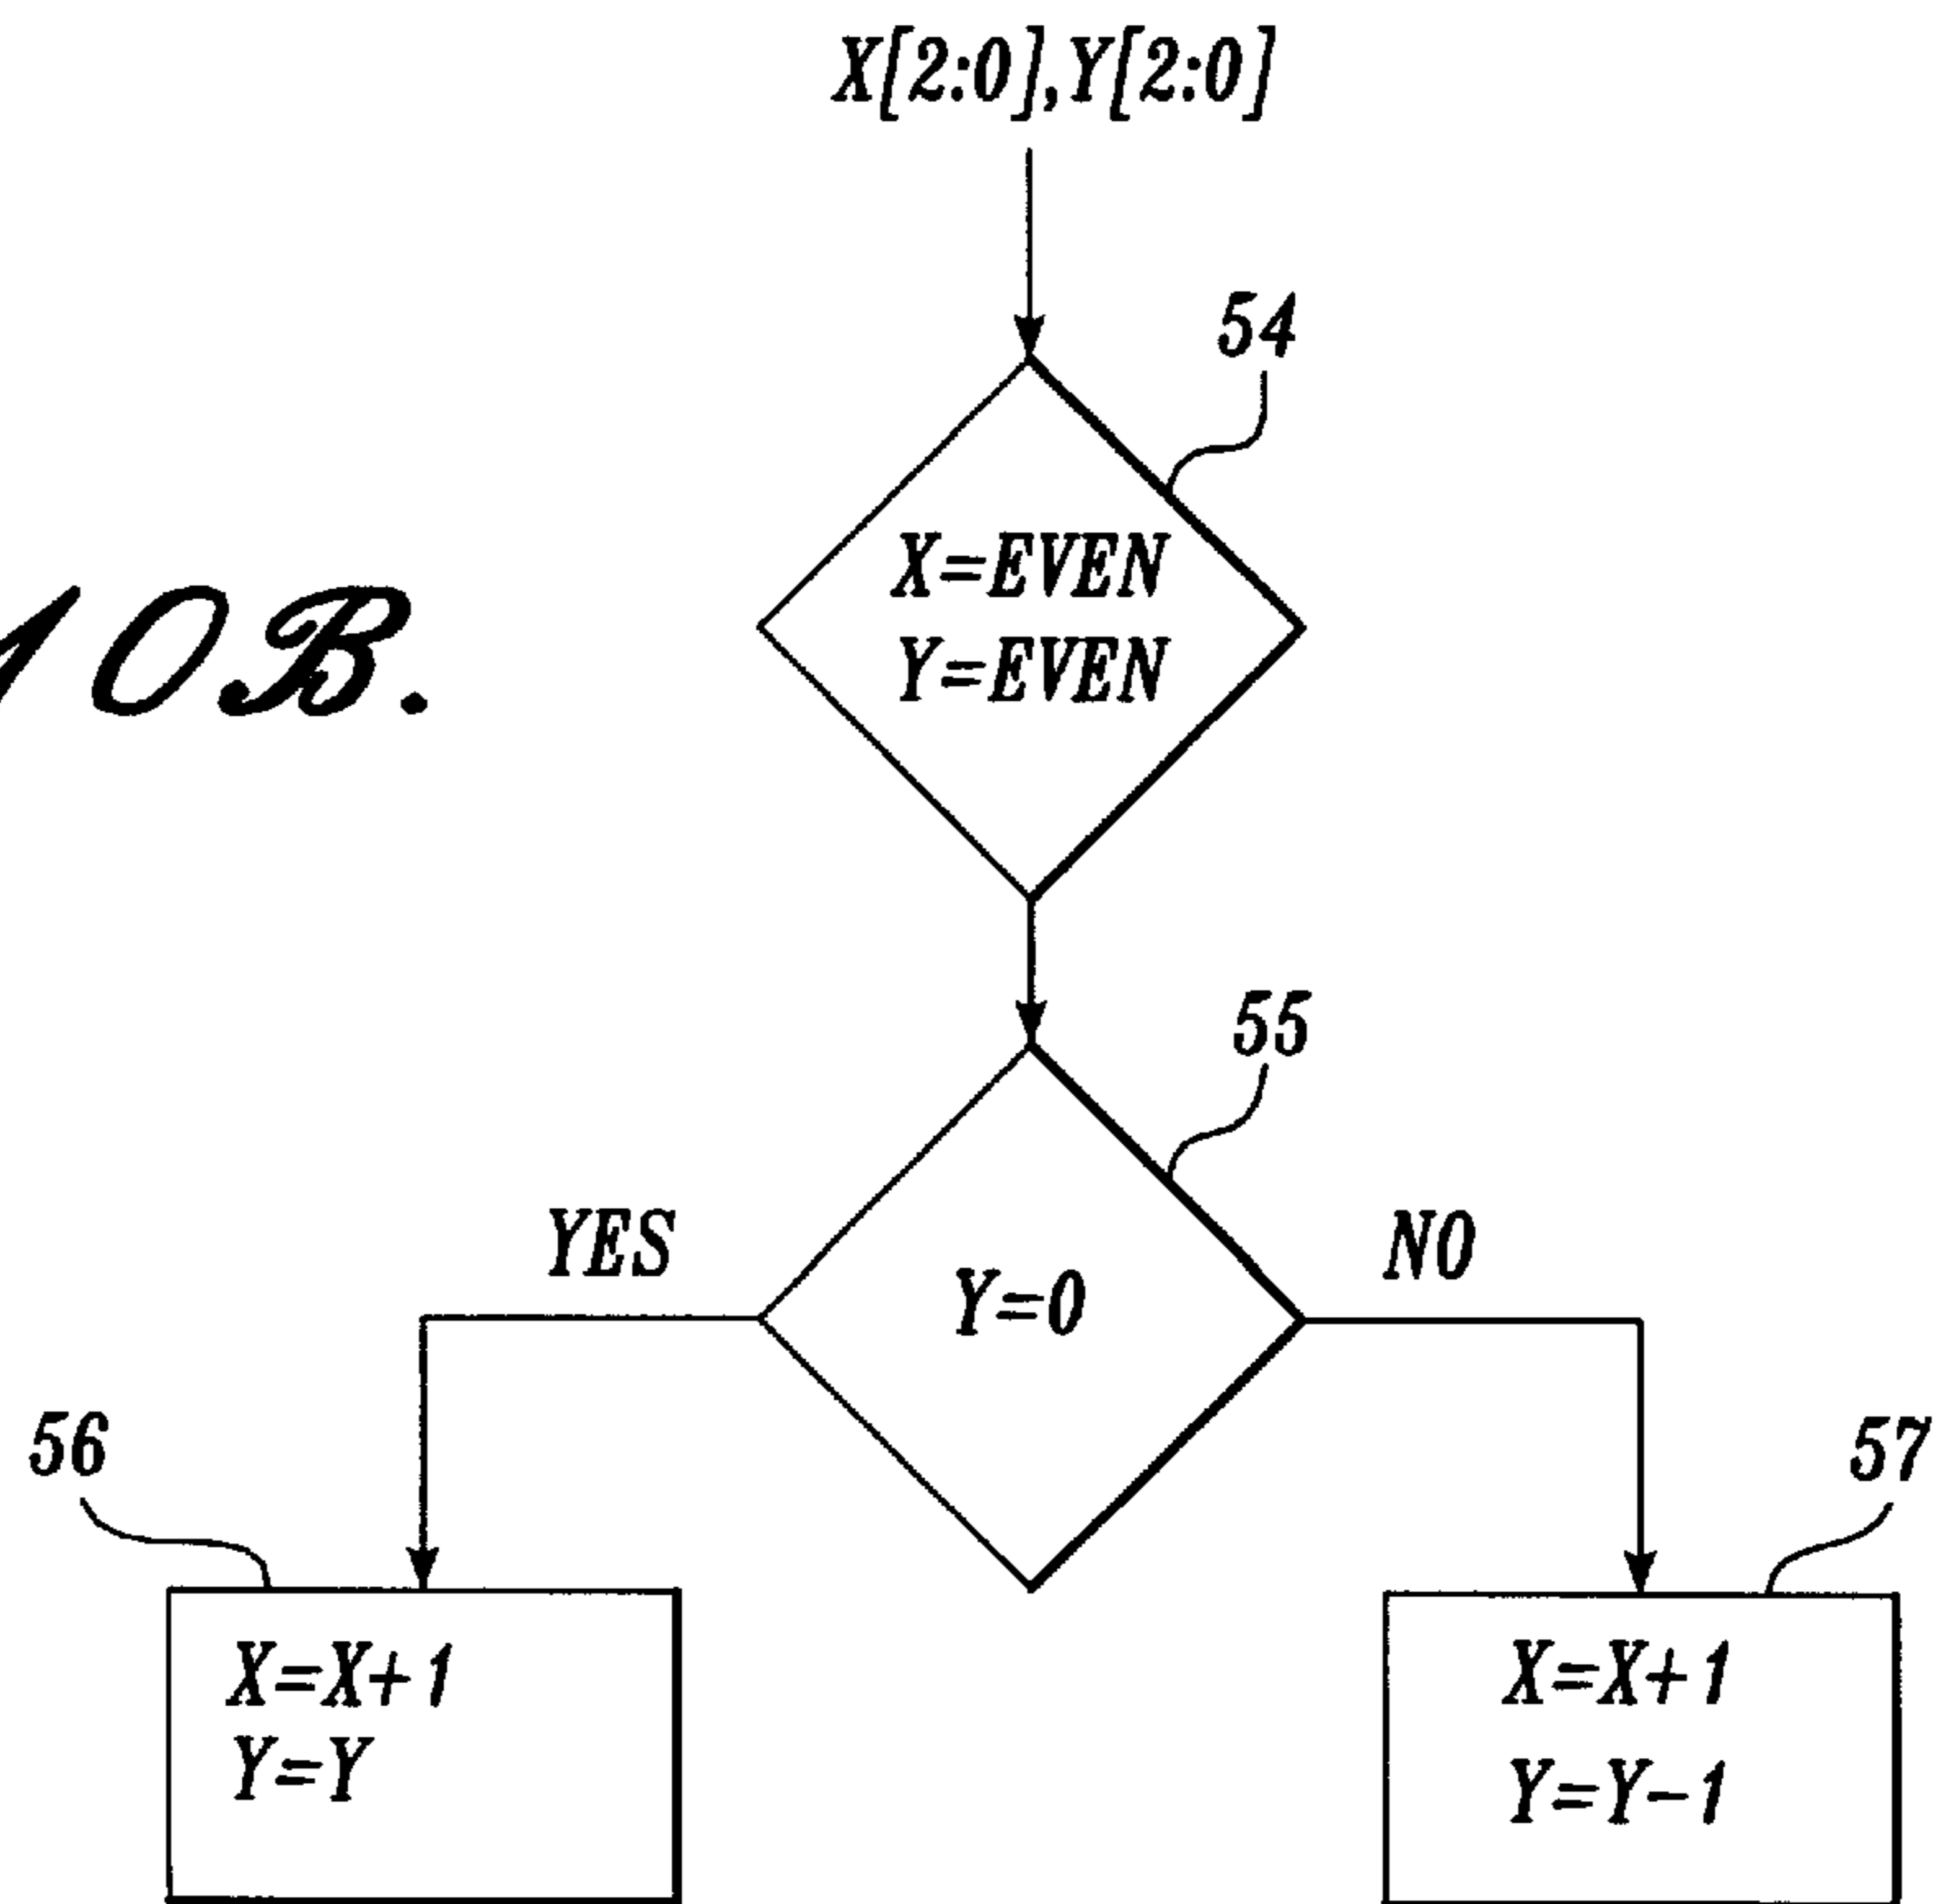 X[2:0],Y[2:0]
54
X=EVEN
Y=EVEN
10B.
55
YES
NO
Y=0
56
57
X=X+1
Y=Y
X=X+1
Y=Y-1